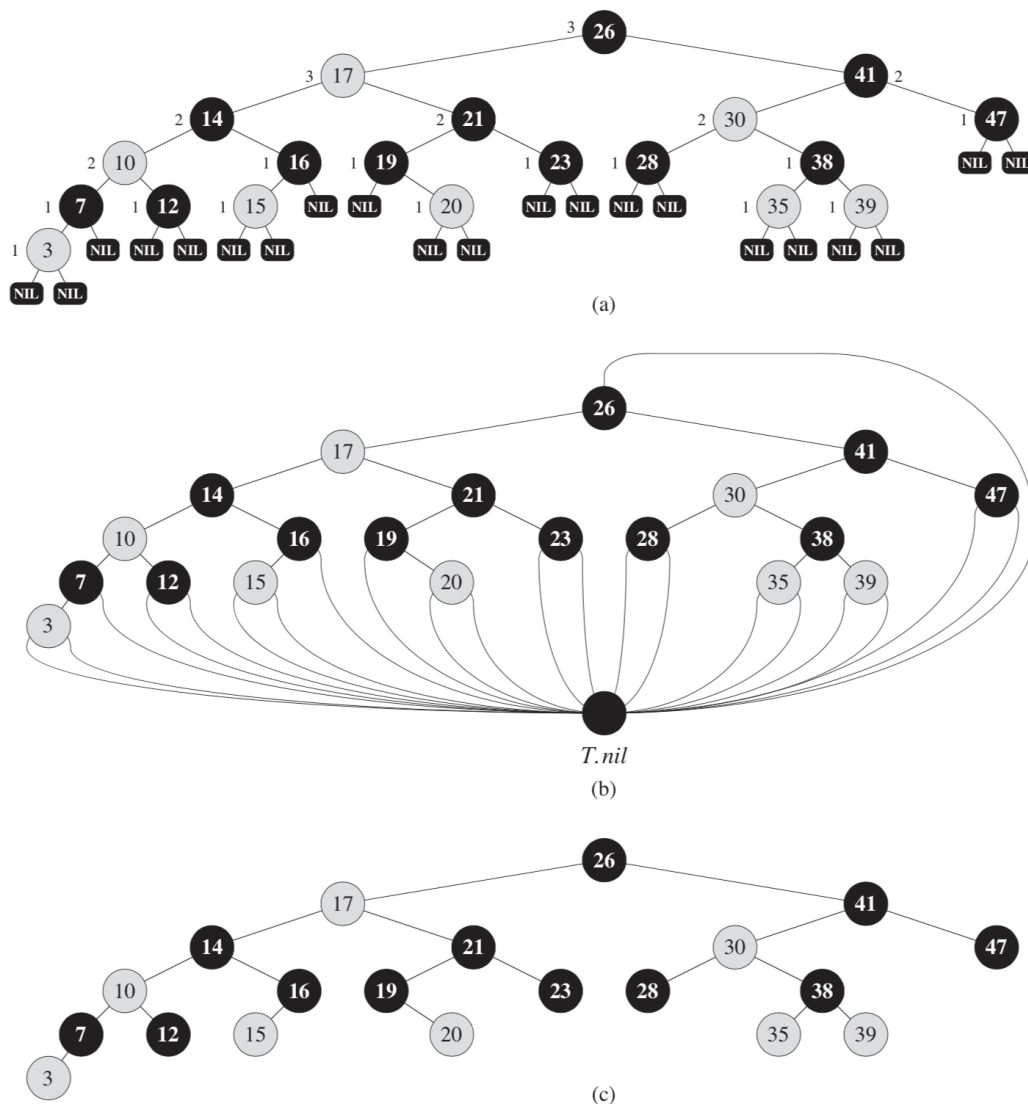 3 26
3 17 41 2
2 14 2 21 2 30 1 47
2 10 1 16 1 19 1 23 1 28 1 38 NIL NIL
1 7 1 12 1 15 NIL NIL 1 20 NIL NIL NIL NIL 1 35 1 39
1 3 NIL NIL NIL NIL NIL NIL NIL NIL NIL NIL NIL
NIL NIL
(a)
26
17 41
14 21 30 47
10 16 19 23 28 38
7 12 15 20 35 39
3
T.nil
(b)
26
17 41
14 21 30 47
10 16 19 23 28 38
7 12 15 20 35 39
3
(c)